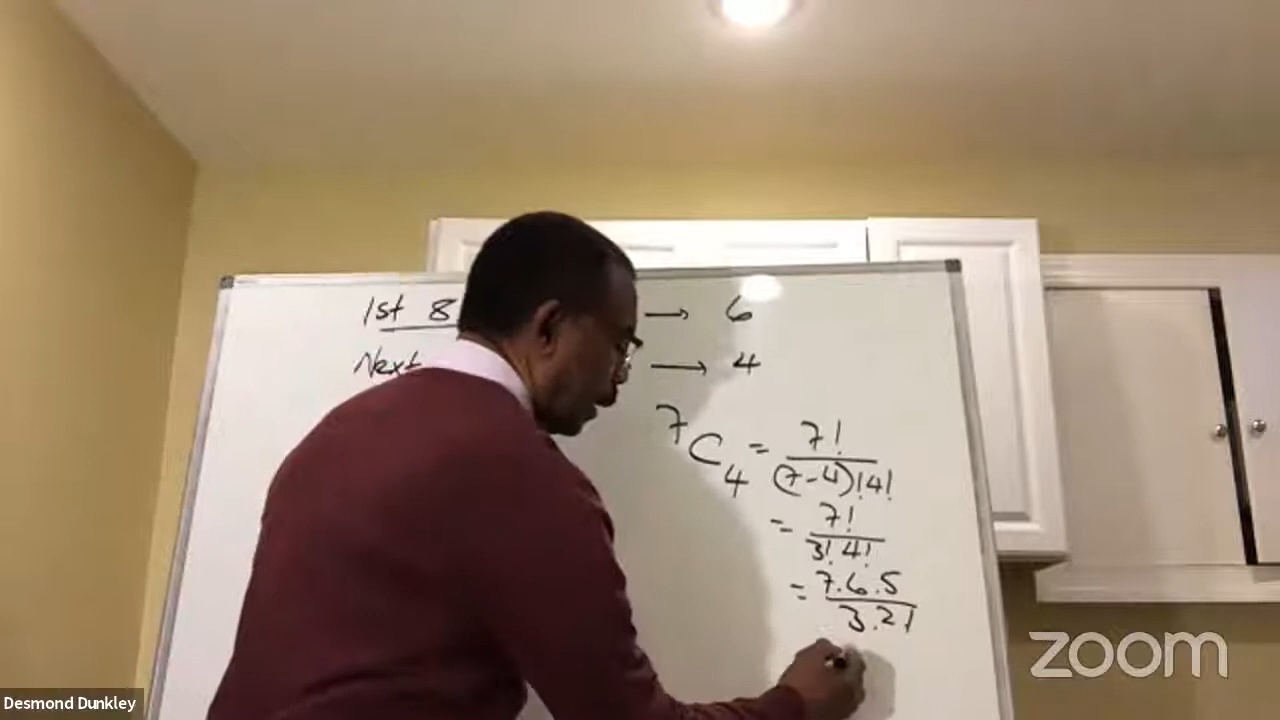 1st 8 → 6
Next → 4
⁷C₄ = 7! / (7-4)!4!
= 7! / 3! 4!
= 7.6.5 / 3.2.1
zoom
Desmond Dunkley